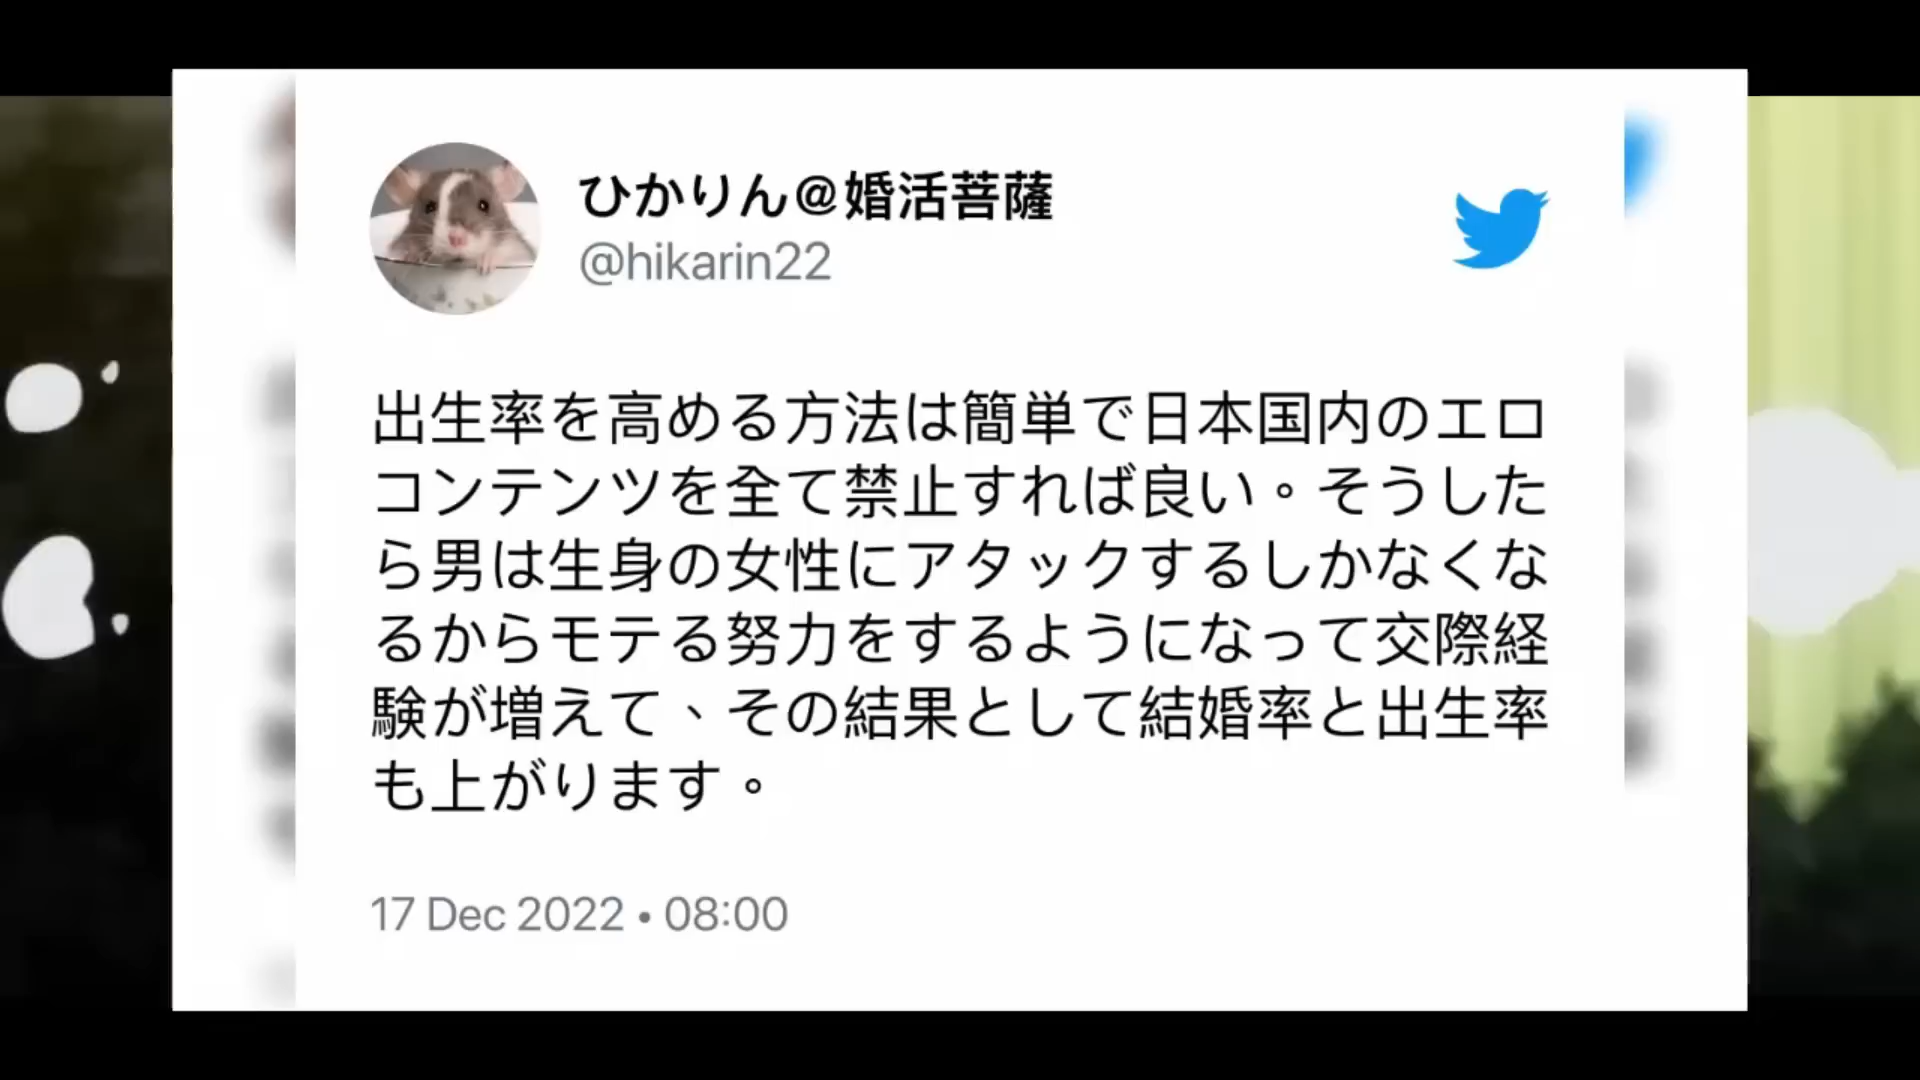 ひかりん@婚活菩薩
@hikarin22
出生率を高める方法は簡単で日本国内のエロ
コンテンツを全て禁止すれば良い。そうした
ら男は生身の女性にアタックするしかなくな
るからモテる努力をするようになって交際経
験が増えて、その結果として結婚率と出生率
も上がります。
17 Dec 2022 • 08:00